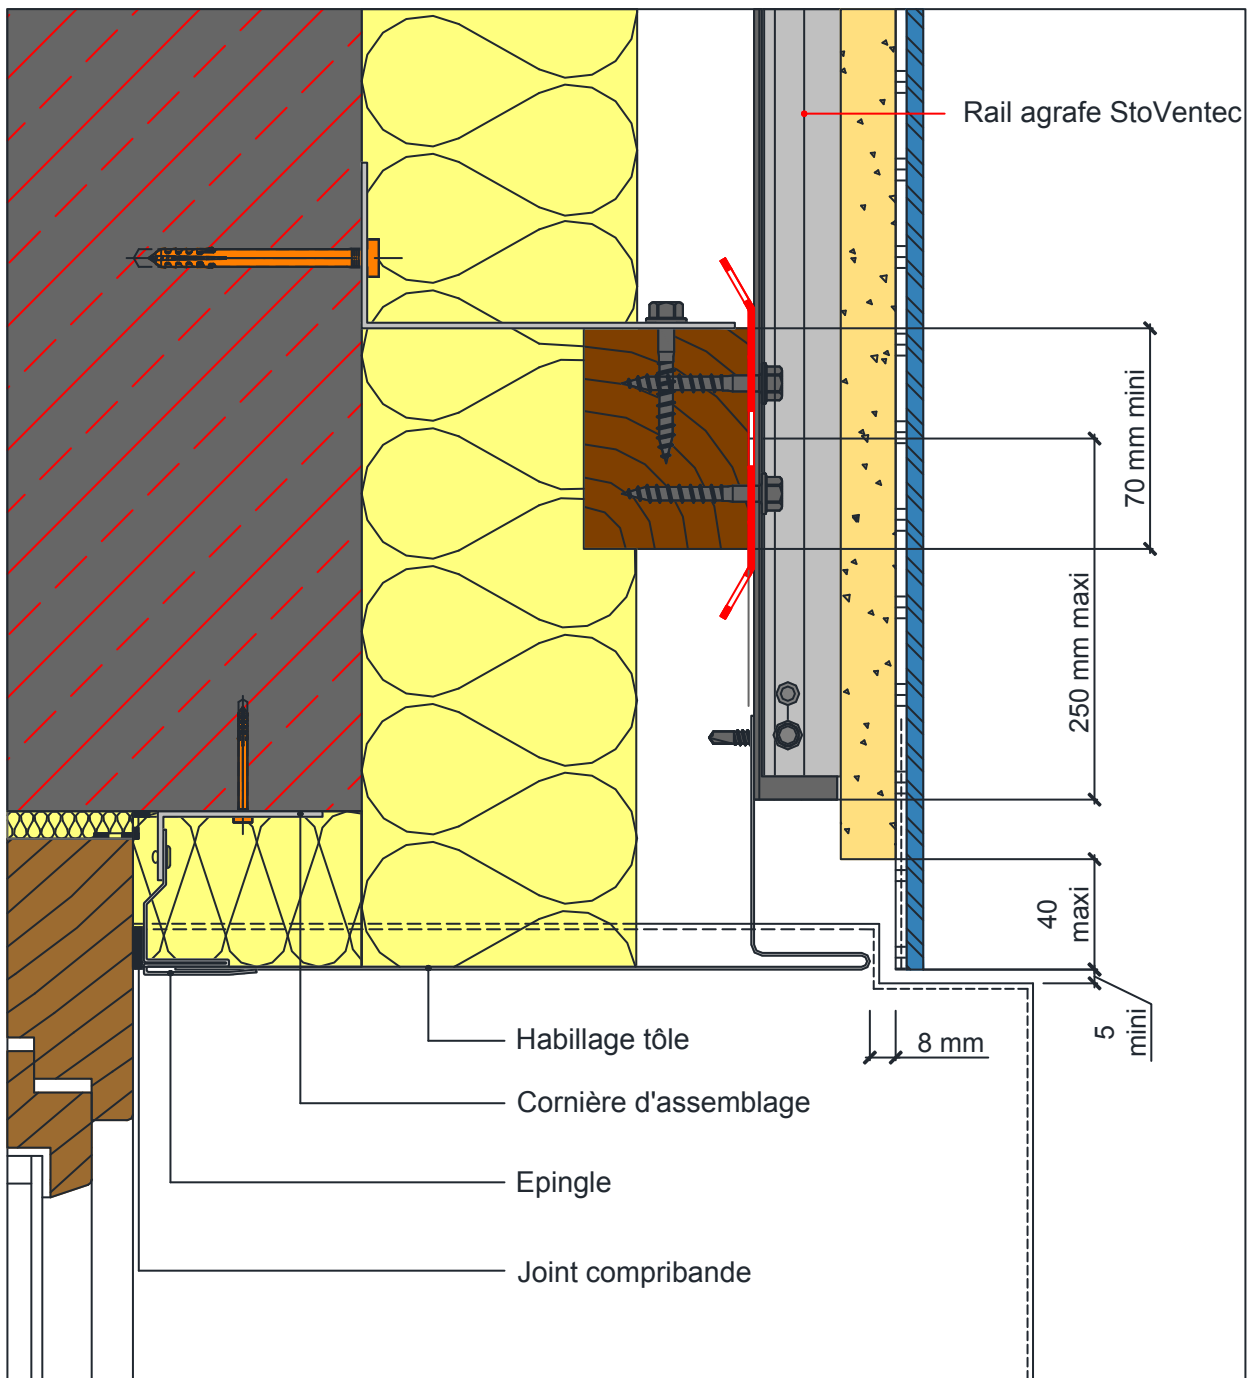 Rail agrafe StoVentec
70 mm mini
250 mm maxi
40
maxi
5
mini
8 mm
Habillage tôle
Cornière d'assemblage
Epingle
Joint compribande